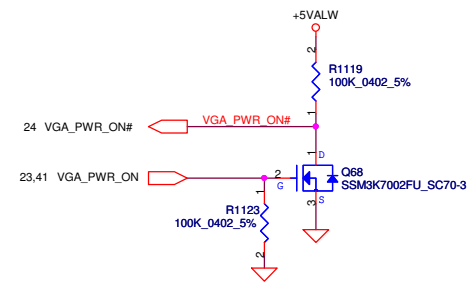 +5VALW
2
R1119
100K_0402_5%
1
24 VGA_PWR_ON#
VGA_PWR_ON#
1
D
23,41 VGA_PWR_ON
2
G
Q68
SSM3K7002FU_SC70-3
S
3
1
R1123
100K_0402_5%
2